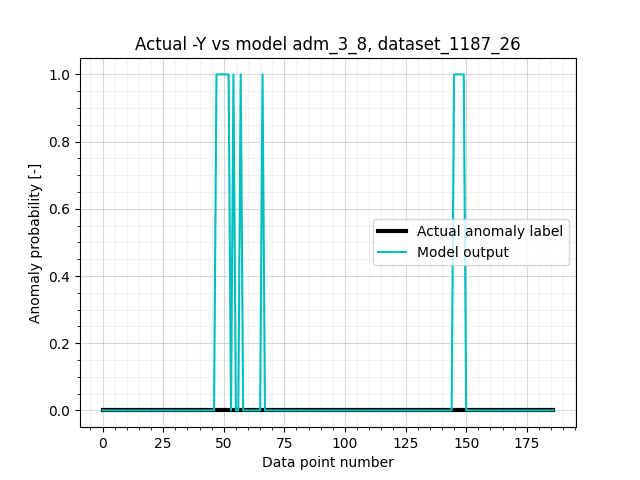 Actual -Y vs model adm_3_8, dataset_1187_26
1.0
0.8
0.6
0.4
0.2
0.0
Anomaly probability [-]
Actual anomaly label
Model output
0 25 50 75 100 125 150 175
Data point number